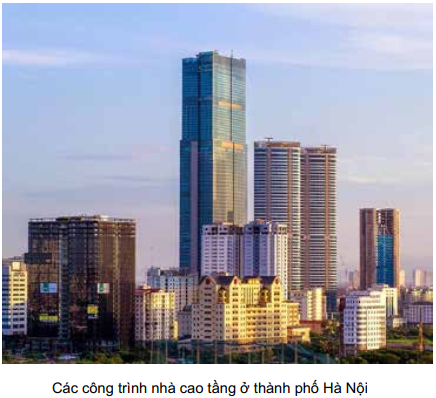 Các công trình nhà cao tầng ở thành phố Hà Nội